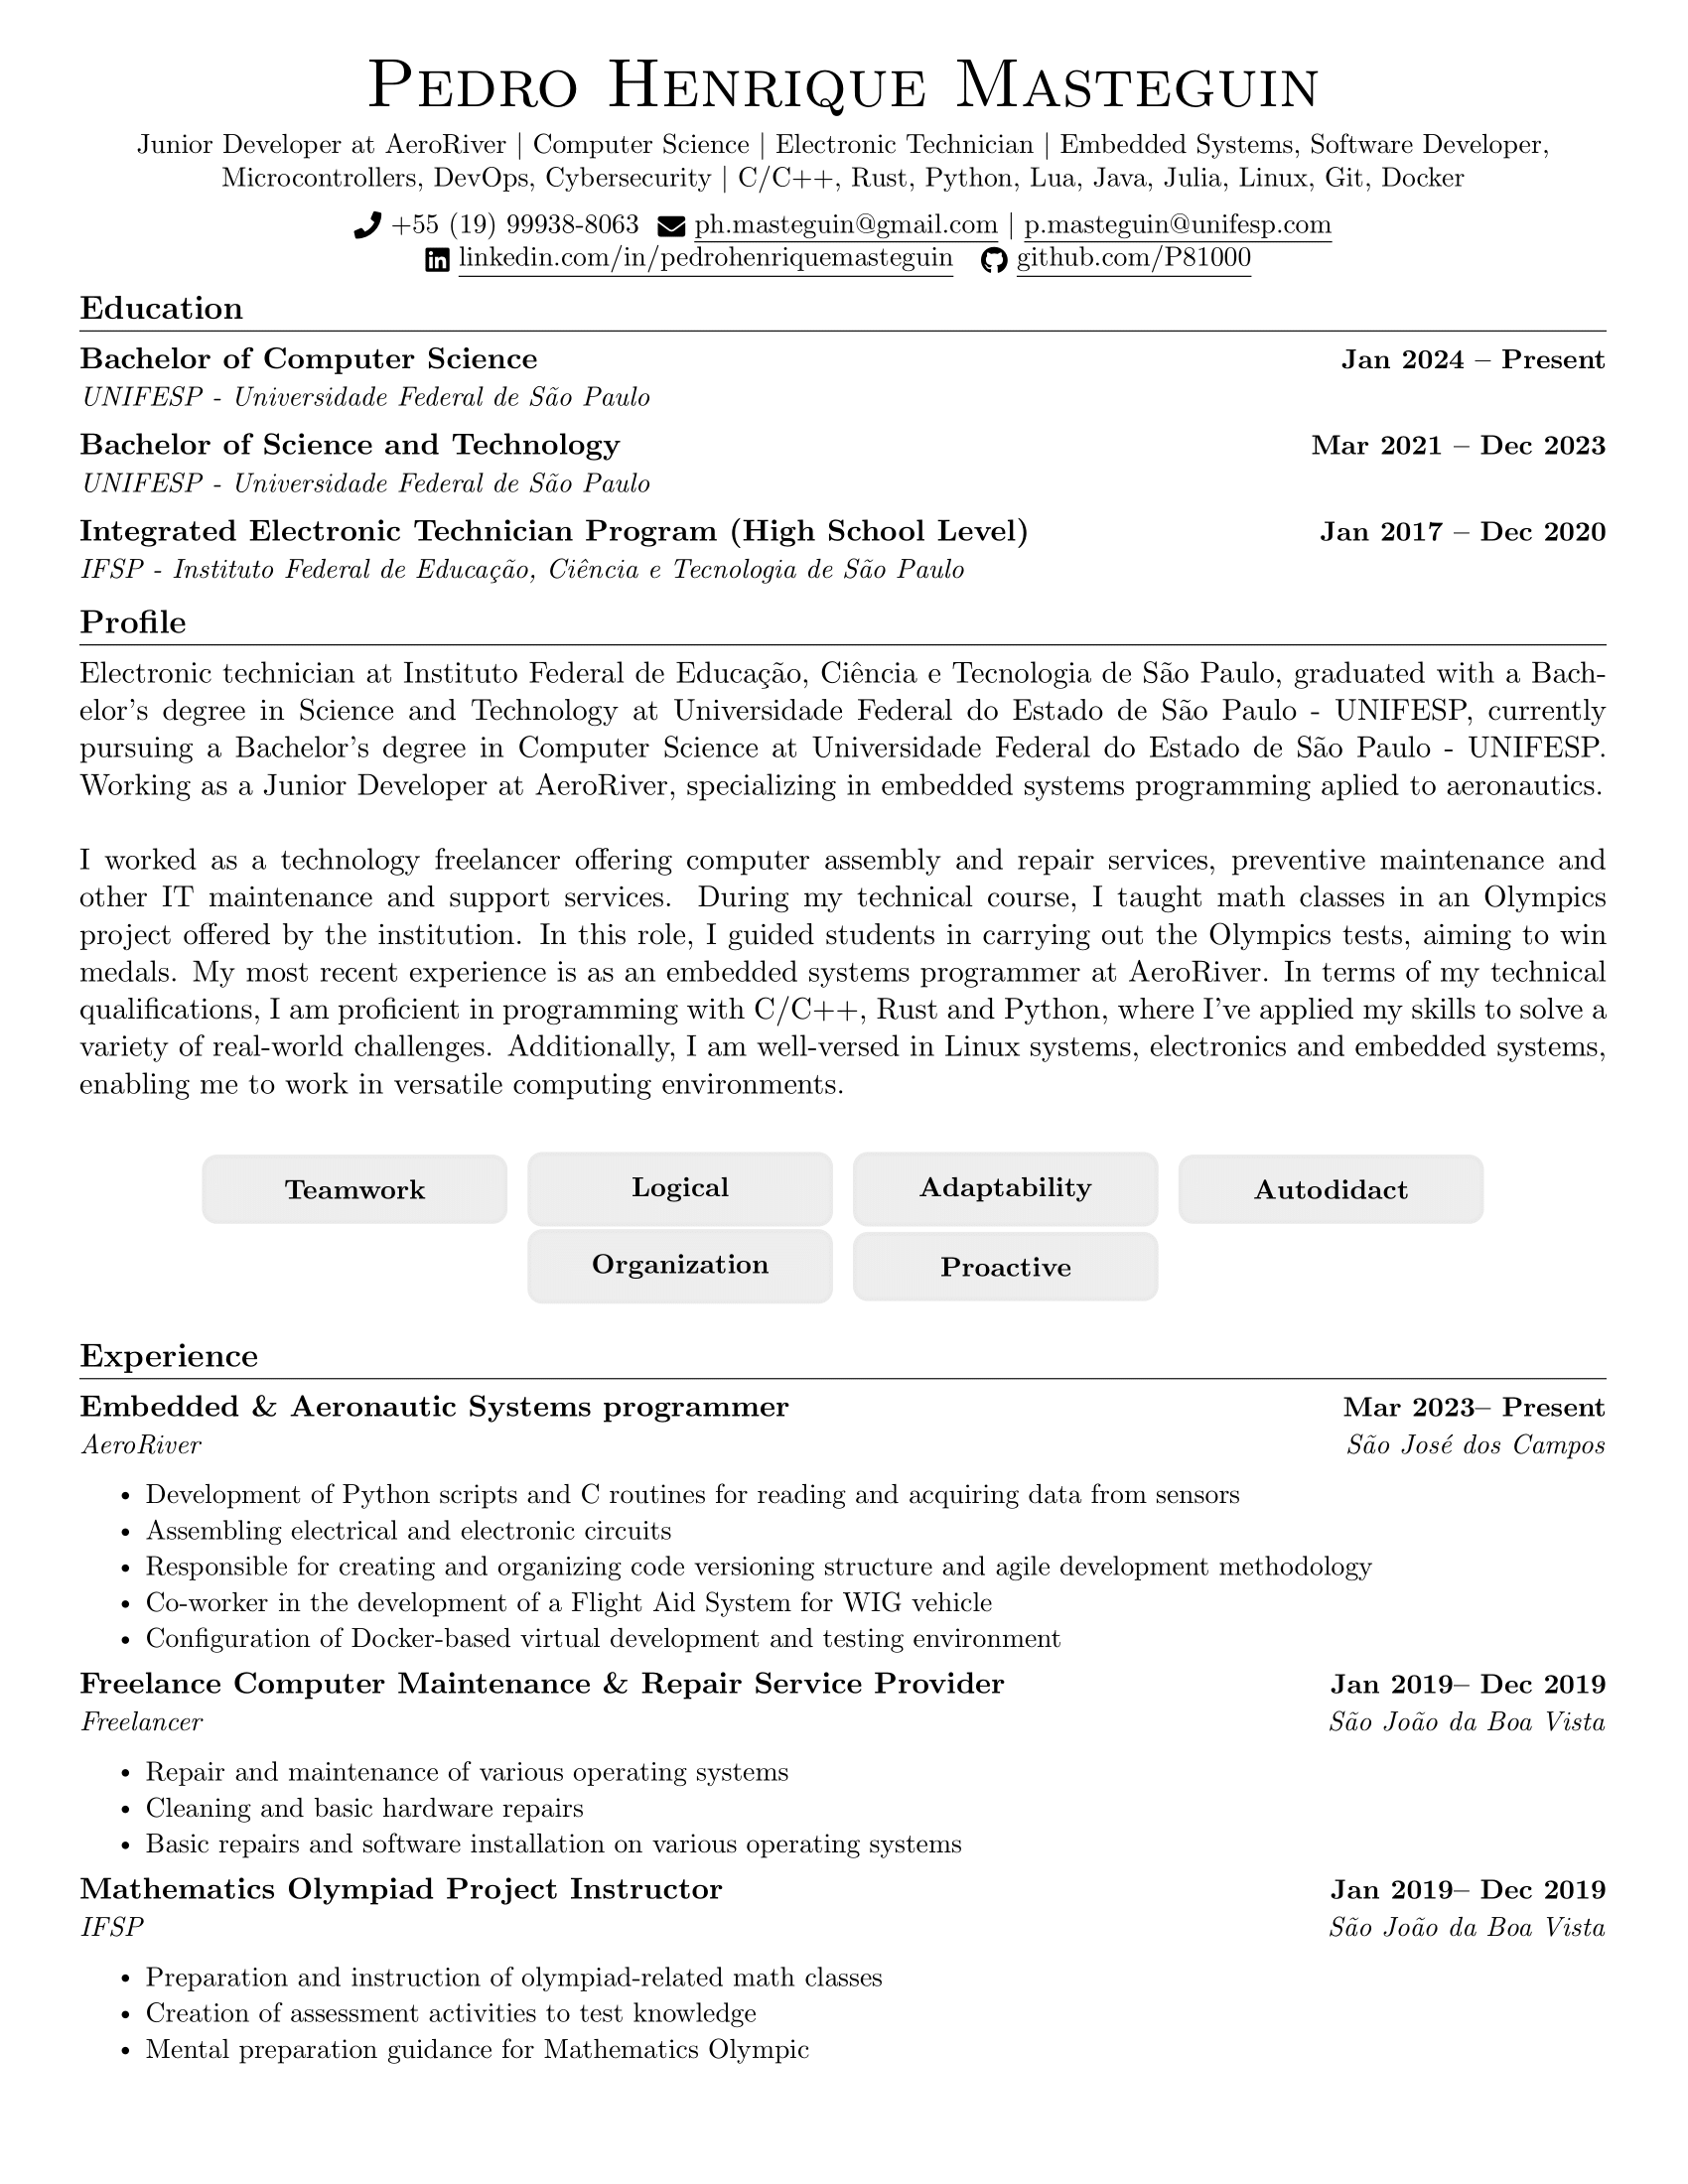 Pedro Henrique Masteguin
Junior Developer at AeroRiver | Computer Science | Electronic Technician | Embedded Systems, Software Developer,
Microcontrollers, DevOps, Cybersecurity | C/C++, Rust, Python, Lua, Java, Julia, Linux, Git, Docker
+55 (19) 99938-8063 ph.masteguin@gmail.com | p.masteguin@unifesp.com
linkedin.com/in/pedrohenriquemasteguin github.com/P81000
Education
Bachelor of Computer Science Jan 2024 – Present
UNIFESP - Universidade Federal de São Paulo
Bachelor of Science and Technology Mar 2021 – Dec 2023
UNIFESP - Universidade Federal de São Paulo
Integrated Electronic Technician Program (High School Level) Jan 2017 – Dec 2020
IFSP - Instituto Federal de Educação, Ciência e Tecnologia de São Paulo
Profile
Electronic technician at Instituto Federal de Educação, Ciência e Tecnologia de São Paulo, graduated with a Bach-
elor's degree in Science and Technology at Universidade Federal do Estado de São Paulo - UNIFESP, currently
pursuing a Bachelor's degree in Computer Science at Universidade Federal do Estado de São Paulo - UNIFESP.
Working as a Junior Developer at AeroRiver, specializing in embedded systems programming aplied to aeronautics.
I worked as a technology freelancer offering computer assembly and repair services, preventive maintenance and
other IT maintenance and support services. During my technical course, I taught math classes in an Olympics
project offered by the institution. In this role, I guided students in carrying out the Olympics tests, aiming to win
medals. My most recent experience is as an embedded systems programmer at AeroRiver. In terms of my technical
qualifications, I am proficient in programming with C/C++, Rust and Python, where I've applied my skills to solve a
variety of real-world challenges. Additionally, I am well-versed in Linux systems, electronics and embedded systems,
enabling me to work in versatile computing environments.
Teamwork Logical Adaptability Autodidact
Organization Proactive
Experience
Embedded & Aeronautic Systems programmer Mar 2023– Present
AeroRiver São José dos Campos
• Development of Python scripts and C routines for reading and acquiring data from sensors
• Assembling electrical and electronic circuits
• Responsible for creating and organizing code versioning structure and agile development methodology
• Co-worker in the development of a Flight Aid System for WIG vehicle
• Configuration of Docker-based virtual development and testing environment
Freelance Computer Maintenance & Repair Service Provider Jan 2019– Dec 2019
Freelancer São João da Boa Vista
• Repair and maintenance of various operating systems
• Cleaning and basic hardware repairs
• Basic repairs and software installation on various operating systems
Mathematics Olympiad Project Instructor Jan 2019– Dec 2019
IFSP São João da Boa Vista
• Preparation and instruction of olympiad-related math classes
• Creation of assessment activities to test knowledge
• Mental preparation guidance for Mathematics Olympic